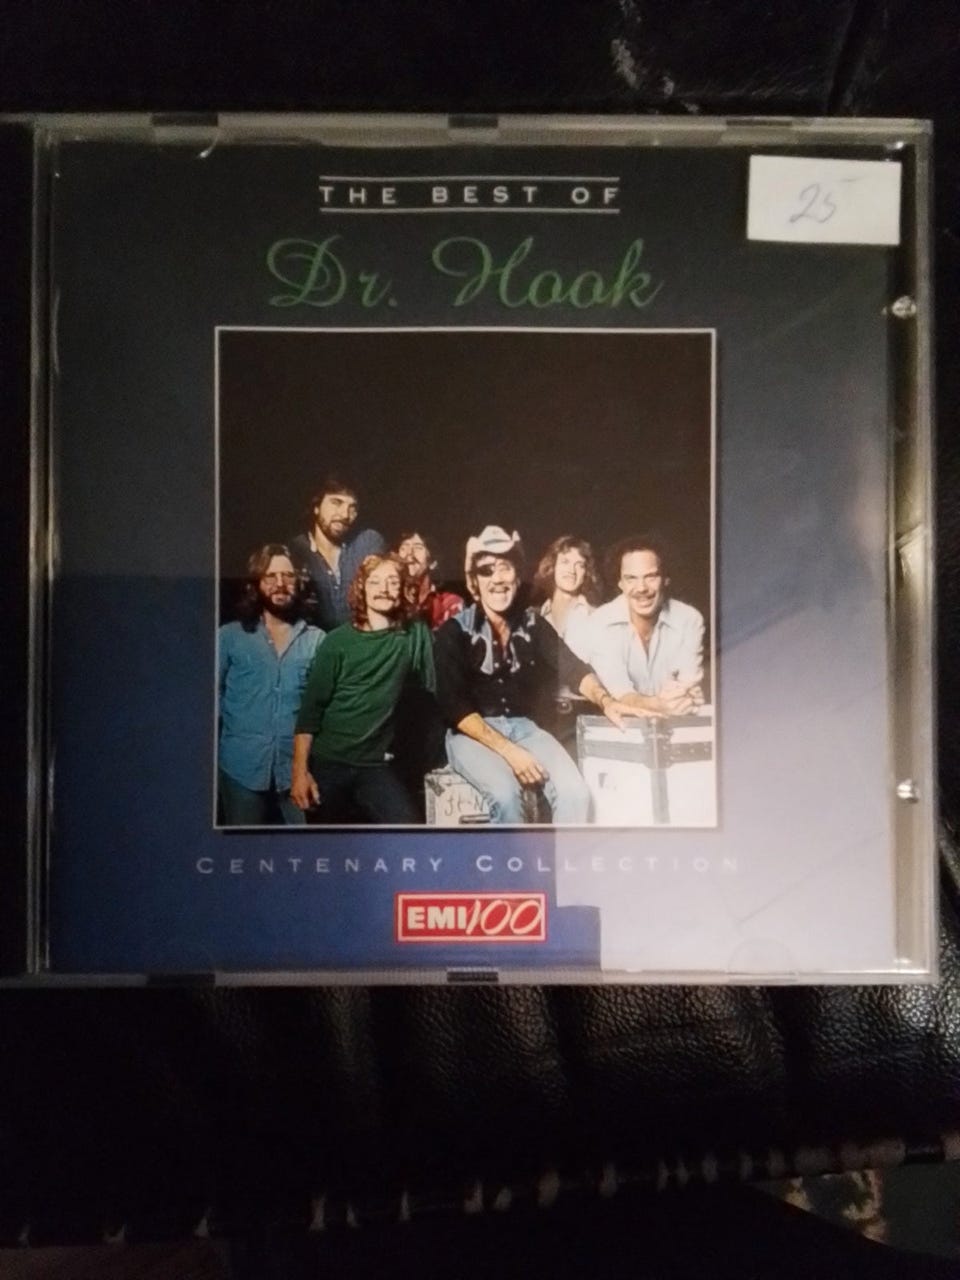 THE BEST OF
25
Dr. Hook
CENTENARY COLLECTION
EMI100